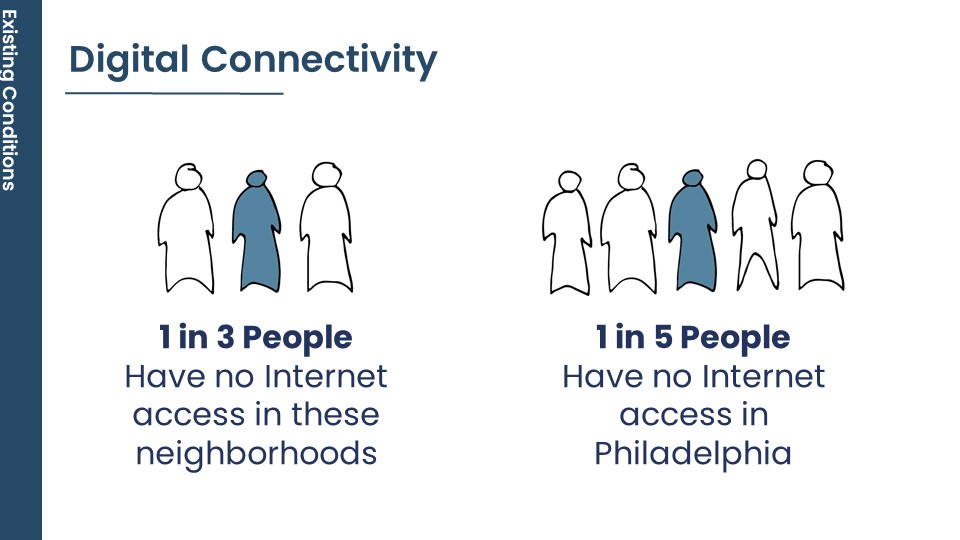 Existing Conditions
Digital Connectivity
1 in 3 People
Have no Internet
access in these
neighborhoods
1 in 5 People
Have no Internet
access in
Philadelphia